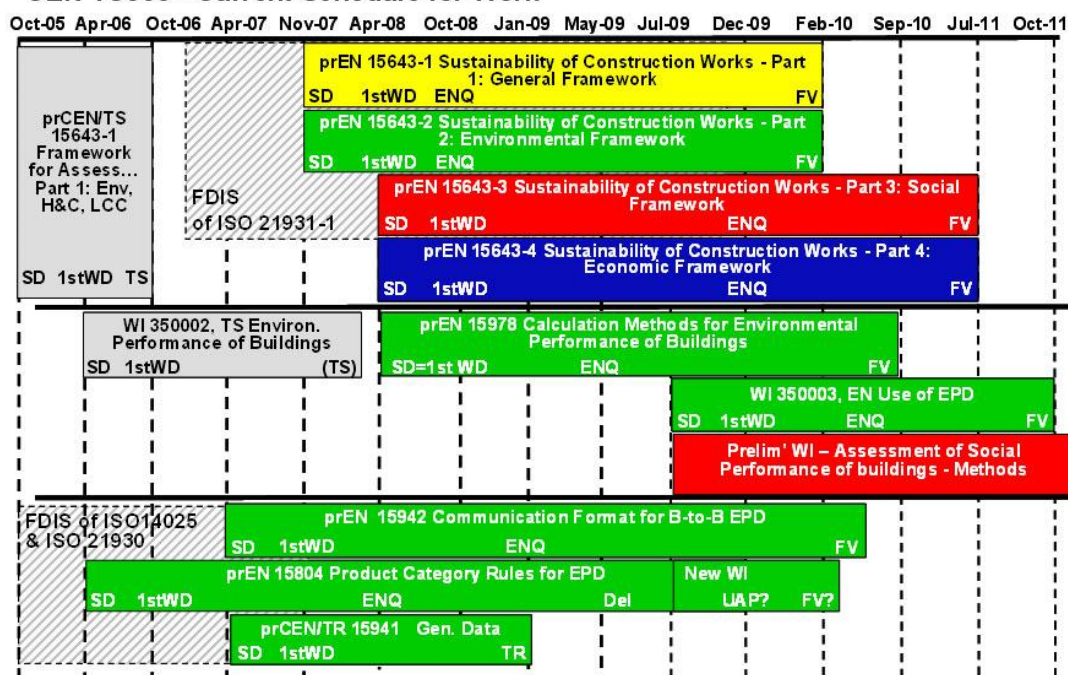 Oct-05 Apr-06 Oct-06 Apr-07 Nov-07 Apr-08 Oct-08 Jan-09 May-09 Jul-09 Dec-09 Feb-10 Sep-10 Jul-11 Oct-11
prCEN/TS
15643-1
Framework
for Assess...
Part 1: Env,
H&C, LCC
SD 1stWD TS
prEN 15643-1 Sustainability of Construction Works - Part
1: General Framework
SD 1stWD ENQ FV
prEN 15643-2 Sustainability of Construction Works - Part
2: Environmental Framework
SD 1stWD ENQ FV
FDIS
of ISO 21931-1
prEN 15643-3 Sustainability of Construction Works - Part 3: Social
Framework
SD 1stWD ENQ FV
prEN 15643-4 Sustainability of Construction Works - Part 4:
Economic Framework
SD 1stWD ENQ FV
WI 350002, TS Environ.
Performance of Buildings
SD 1stWD (TS)
prEN 15978 Calculation Methods for Environmental
Performance of Buildings
SD=1st WD ENQ FV
WI 350003, EN Use of EPD
SD 1stWD ENQ FV
Prelim' WI – Assessment of Social
Performance of buildings - Methods
FDIS of ISO14025
& ISO 21930
prEN 15942 Communication Format for B-to-B EPD
SD 1stWD ENQ FV
prEN 15804 Product Category Rules for EPD
SD 1stWD ENQ Del
New WI
UAP? FV?
prCEN/TR 15941 Gen. Data
SD 1stWD TR